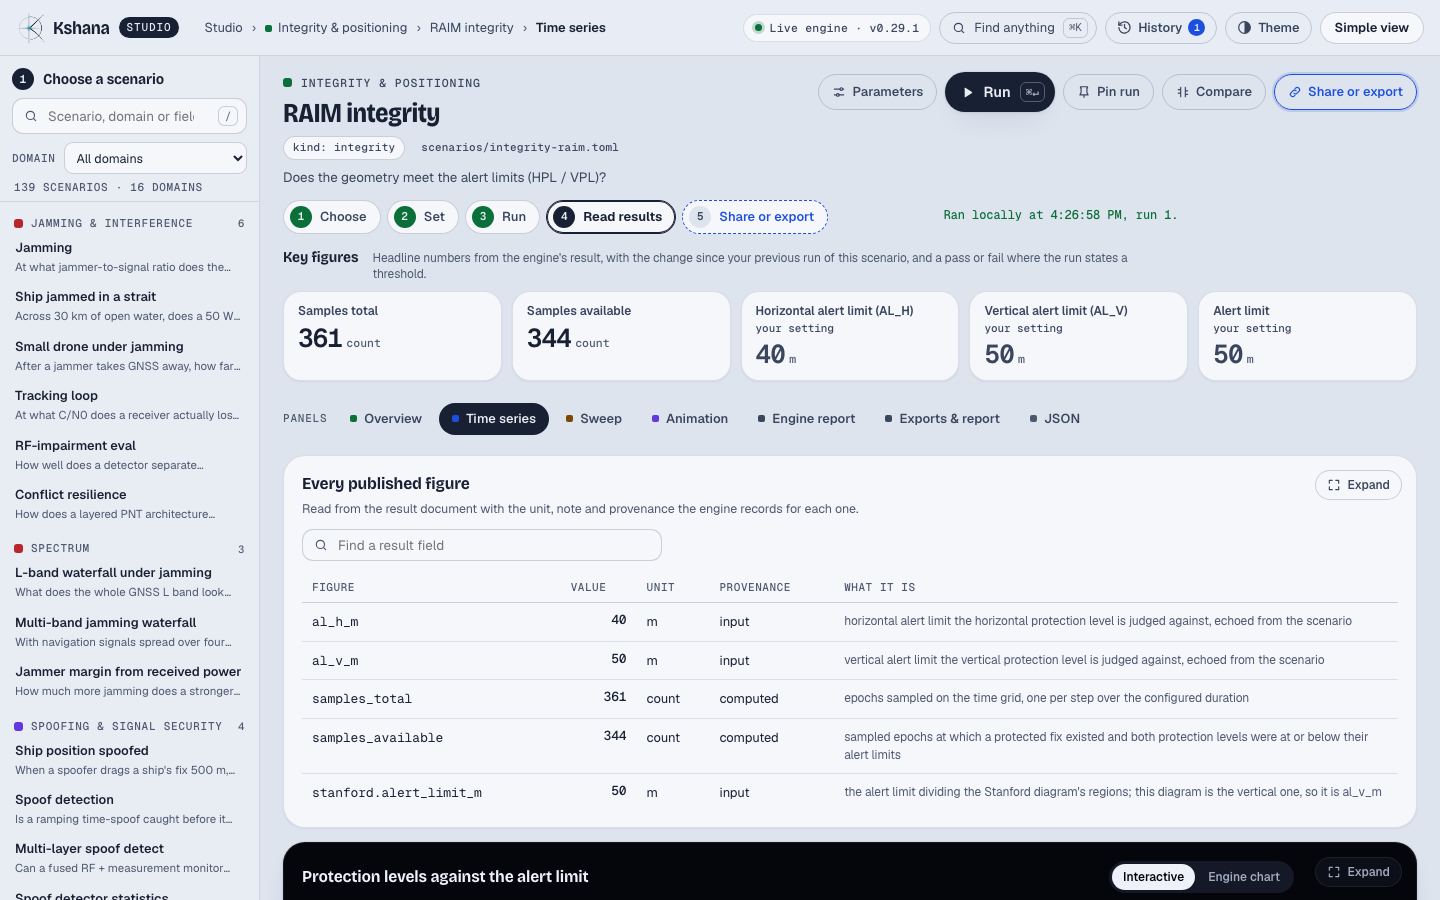 Kshana STUDIO
Studio › Integrity & positioning › RAIM integrity › Time series
Live engine · v0.29.1
Find anything ⌘K
History 1
Theme
Simple view
1 Choose a scenario
Scenario, domain or fiel
/
DOMAIN All domains
139 SCENARIOS · 16 DOMAINS
JAMMING & INTERFERENCE 6
Jamming
At what jammer-to-signal ratio does the…
Ship jammed in a strait
Across 30 km of open water, does a 50 W…
Small drone under jamming
After a jammer takes GNSS away, how far…
Tracking loop
At what C/N0 does a receiver actually los…
RF-impairment eval
How well does a detector separate…
Conflict resilience
How does a layered PNT architecture…
SPECTRUM 3
L-band waterfall under jamming
What does the whole GNSS L band look…
Multi-band jamming waterfall
With navigation signals spread over four…
Jammer margin from received power
How much more jamming does a stronger…
SPOOFING & SIGNAL SECURITY 4
Ship position spoofed
When a spoofer drags a ship's fix 500 m,…
Spoof detection
Is a ramping time-spoof caught before it…
Multi-layer spoof detect
Can a fused RF + measurement monitor…
Spoof detector statistics
INTEGRITY & POSITIONING
RAIM integrity
kind: integrity scenarios/integrity-raim.toml
Does the geometry meet the alert limits (HPL / VPL)?
Parameters
Run ⌘↵
Pin run
Compare
Share or export
1 Choose
2 Set
3 Run
4 Read results
5 Share or export
Ran locally at 4:26:58 PM, run 1.
Key figures Headline numbers from the engine's result, with the change since your previous run of this scenario, and a pass or fail where the run states a
threshold.
Samples total
361 count
Samples available
344 count
Horizontal alert limit (AL_H)
your setting
40 m
Vertical alert limit (AL_V)
your setting
50 m
Alert limit
your setting
50 m
PANELS Overview Time series Sweep Animation Engine report Exports & report JSON
Every published figure
Expand
Read from the result document with the unit, note and provenance the engine records for each one.
Find a result field
FIGURE VALUE UNIT PROVENANCE WHAT IT IS
al_h_m 40 m input horizontal alert limit the horizontal protection level is judged against, echoed from the scenario
al_v_m 50 m input vertical alert limit the vertical protection level is judged against, echoed from the scenario
samples_total 361 count computed epochs sampled on the time grid, one per step over the configured duration
samples_available 344 count computed sampled epochs at which a protected fix existed and both protection levels were at or below their
alert limits
stanford.alert_limit_m 50 m input the alert limit dividing the Stanford diagram's regions; this diagram is the vertical one, so it is al_v_m
Protection levels against the alert limit
Interactive Engine chart
Expand